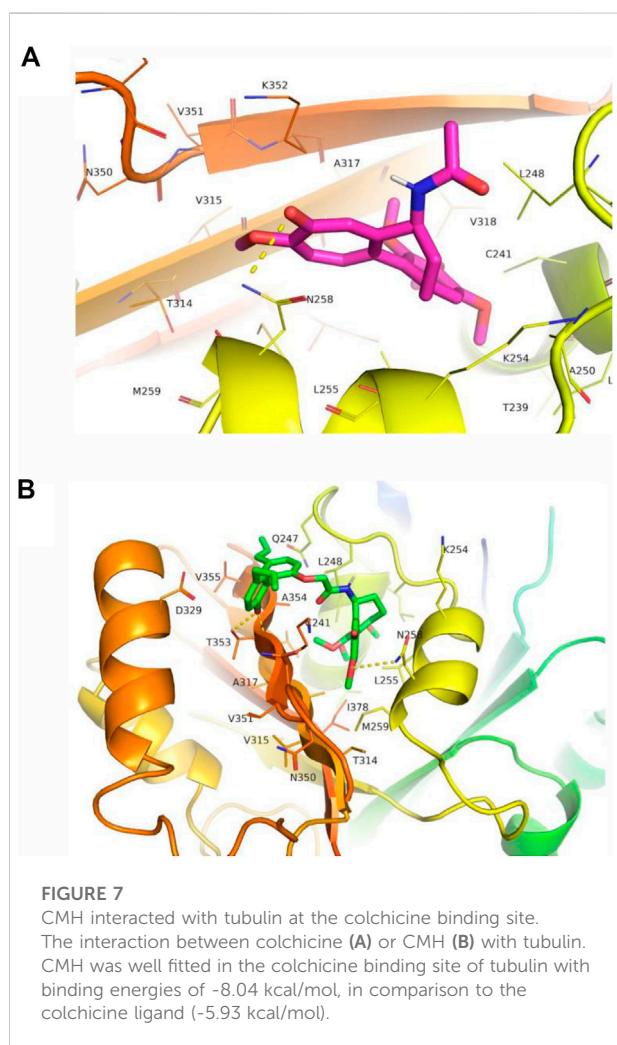 A
K352
V351
A317
N350
L248
V315
V318
C241
N258
T314
K254
M259
L255
A250
T239
L
B
Q247
K254
L248
V355
A354
D329
C241
N258
T353
L255
A317
I378
V351
M259
V315
T314
N350
FIGURE 7
CMH interacted with tubulin at the colchicine binding site.
The interaction between colchicine (A) or CMH (B) with tubulin.
CMH was well fitted in the colchicine binding site of tubulin with
binding energies of -8.04 kcal/mol, in comparison to the
colchicine ligand (-5.93 kcal/mol).